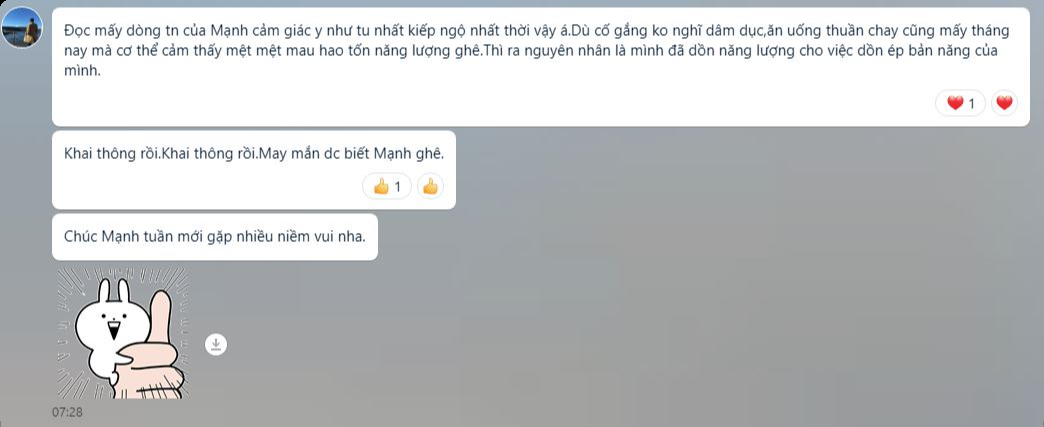 Đọc mấy dòng tn của Mạnh cảm giác y như tu nhất kiếp ngộ nhất thời vậy á.Dù cố gắng ko nghĩ dâm dục,ăn uống thuần chay cũng mấy tháng
nay mà cơ thể cảm thấy mệt mệt mau hao tốn năng lượng ghê.Thì ra nguyên nhân là mình đã dồn năng lượng cho việc dồn ép bản năng của
mình.
1
Khai thông rồi.Khai thông rồi.May mắn dc biết Mạnh ghê.
1
Chúc Mạnh tuần mới gặp nhiều niềm vui nha.
07:28